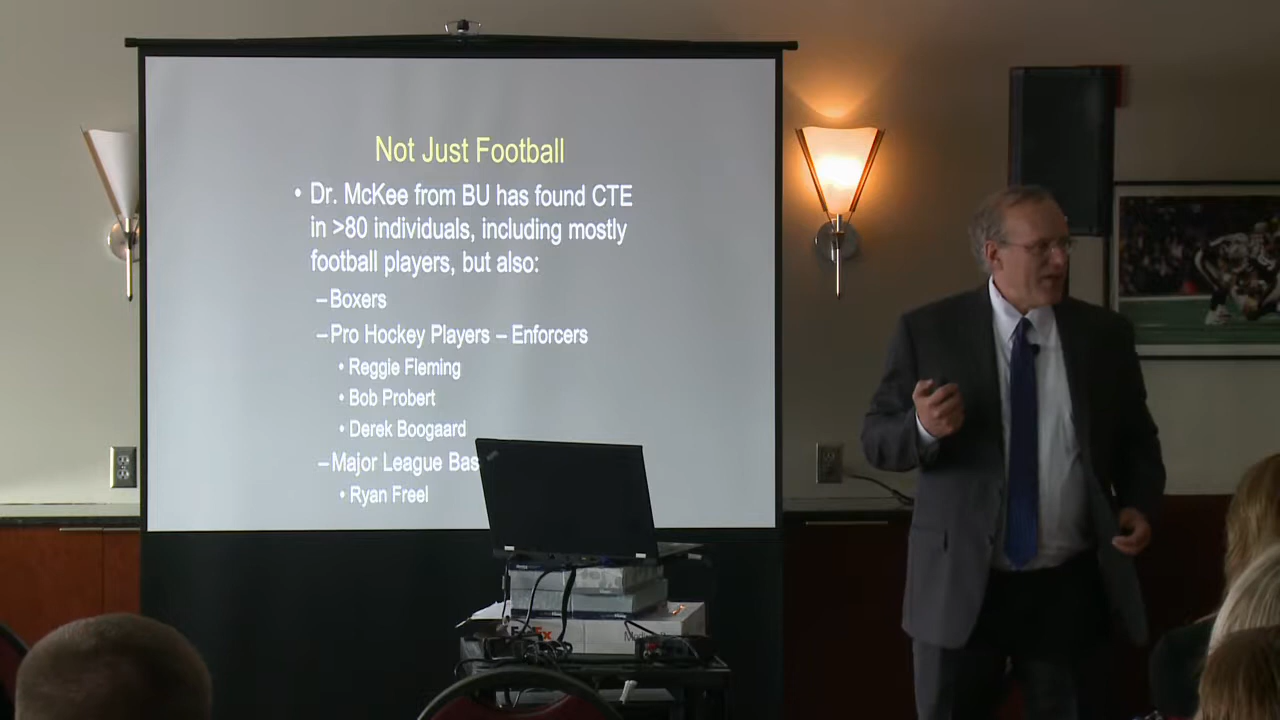 Not Just Football
• Dr. McKee from BU has found CTE
in >80 individuals, including mostly
football players, but also:
– Boxers
– Pro Hockey Players – Enforcers
• Reggie Fleming
• Bob Probert
• Derek Boogaard
– Major League Bas
• Ryan Freel